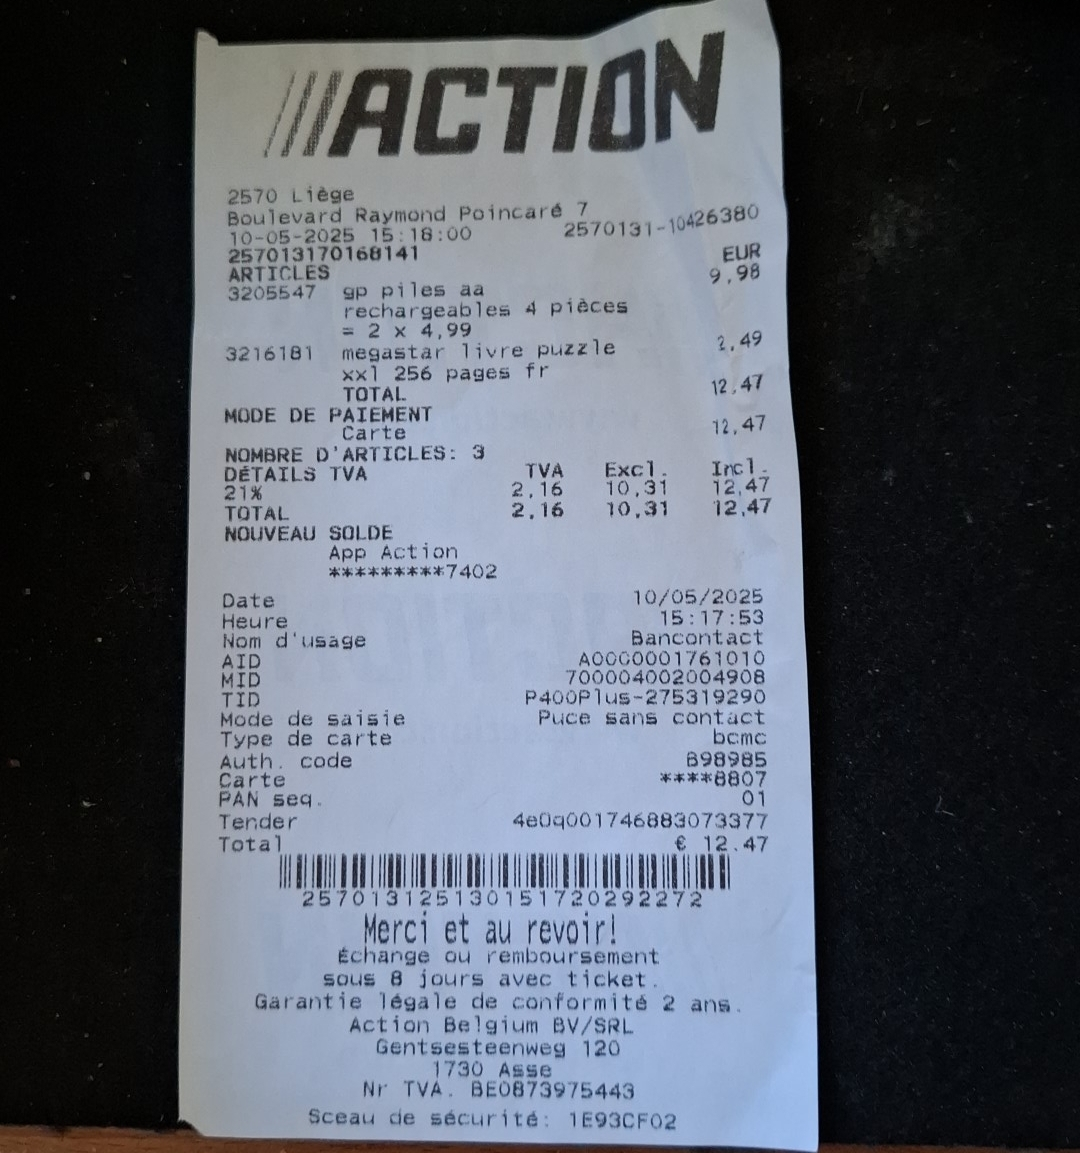 ACTION
2570 Liège
Boulevard Raymond Poincaré 7
10-05-2025 15:18:00 2570131-10426380
257013170168141 EUR
ARTICLES 9,98
3205547 gp piles aa
rechargeables 4 pièces
= 2 x 4,99
3216181 megastar livre puzzle 2,49
xxl 256 pages fr
TOTAL 12,47
MODE DE PAIEMENT
Carte 12,47
NOMBRE D'ARTICLES: 3
DÉTAILS TVA TVA Excl. Incl.
21% 2,16 10,31 12,47
TOTAL 2,16 10,31 12,47
NOUVEAU SOLDE
App Action
*********7402
Date 10/05/2025
Heure 15:17:53
Nom d'usage Bancontact
AID A0000001761010
MID 700004002004908
TID P400Plus-275319290
Mode de saisie Puce sans contact
Type de carte bcmc
Auth. code B98985
Carte ****8807
PAN seq. 01
Tender 4e0q001746883073377
Total € 12.47
257013125130151720292272
Merci et au revoir!
Échange ou remboursement
sous 8 jours avec ticket.
Garantie légale de conformité 2 ans.
Action Belgium BV/SRL
Gentsesteenweg 120
1730 Asse
Nr TVA. BE0873975443
Sceau de sécurité: 1E93CF02